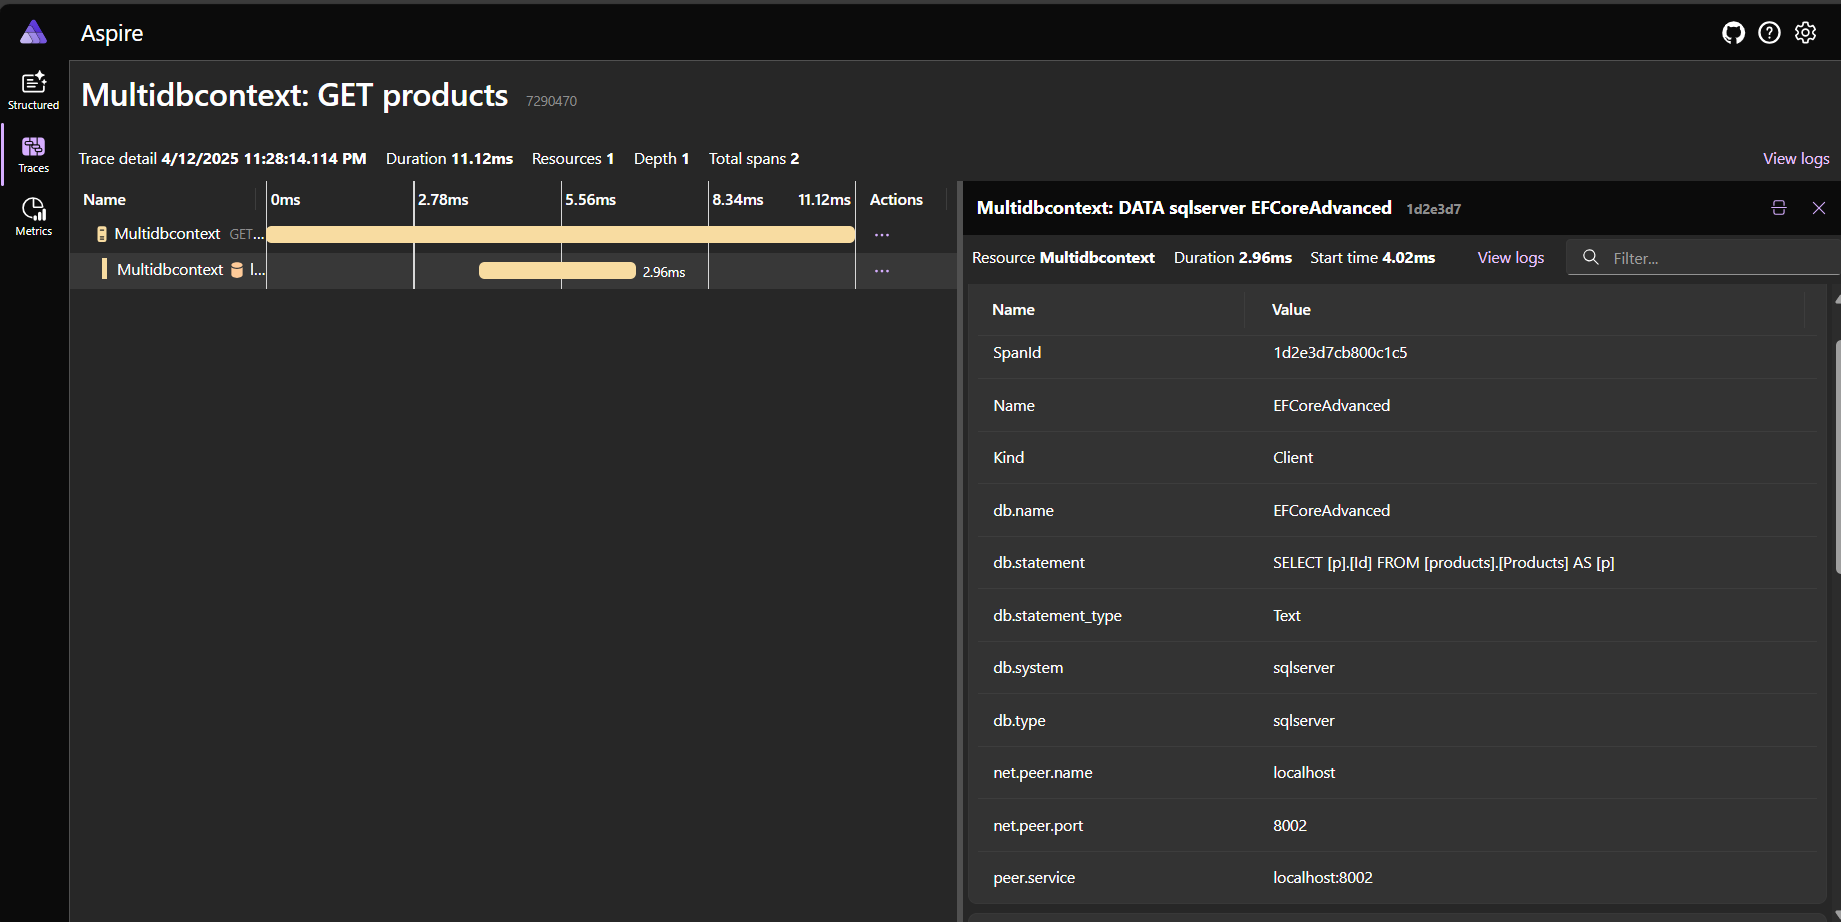 Aspire
Structured
Traces
Metrics
Multidbcontext: GET products 7290470
Trace detail 4/12/2025 11:28:14.114 PM Duration 11.12ms Resources 1 Depth 1 Total spans 2 View logs
Name 0ms 2.78ms 5.56ms 8.34ms 11.12ms Actions
Multidbcontext GET...
Multidbcontext l... 2.96ms
Multidbcontext: DATA sqlserver EFCoreAdvanced 1d2e3d7
Resource Multidbcontext Duration 2.96ms Start time 4.02ms View logs Filter...
Name Value
SpanId 1d2e3d7cb800c1c5
Name EFCoreAdvanced
Kind Client
db.name EFCoreAdvanced
db.statement SELECT [p].[Id] FROM [products].[Products] AS [p]
db.statement_type Text
db.system sqlserver
db.type sqlserver
net.peer.name localhost
net.peer.port 8002
peer.service localhost:8002